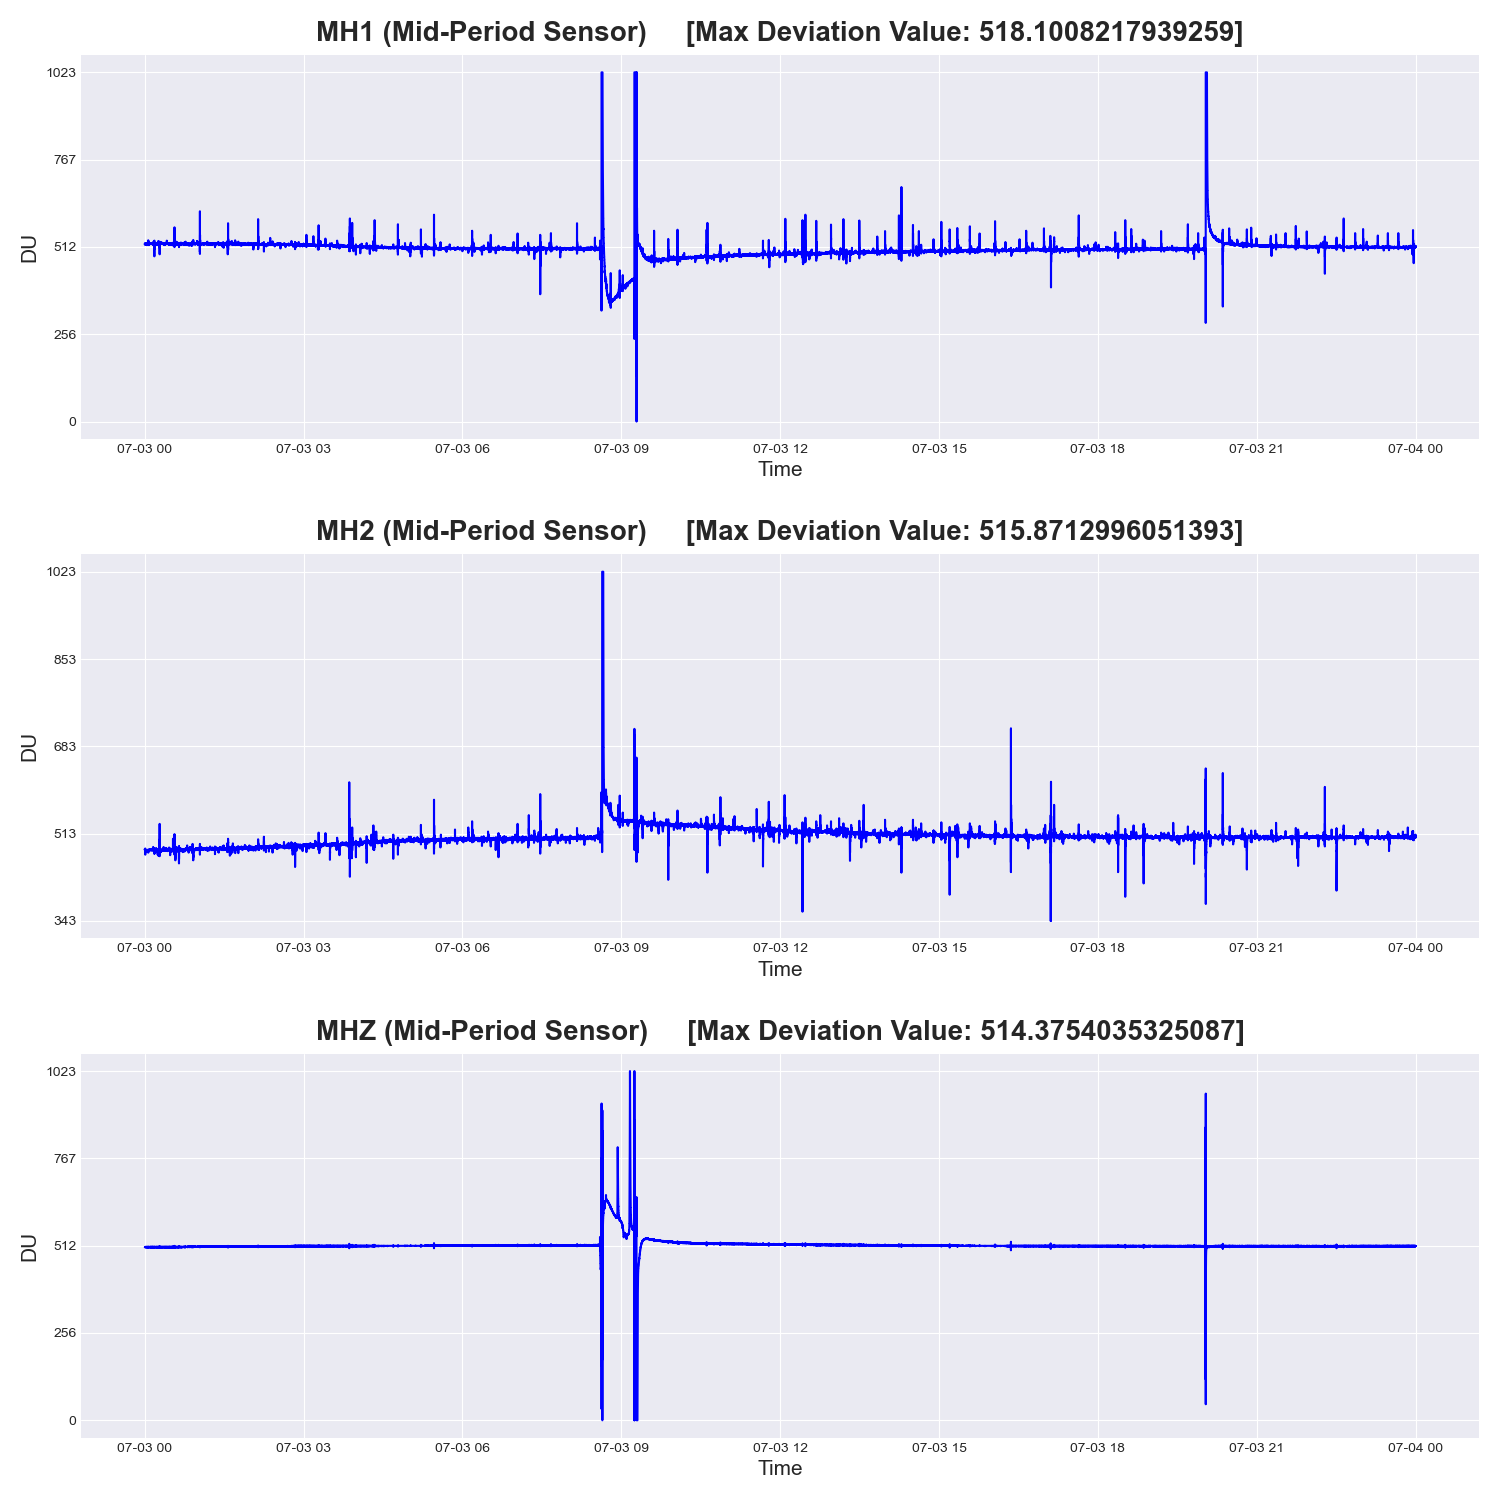 MH1 (Mid-Period Sensor) [Max Deviation Value: 518.1008217939259]
1023
767
512
256
0
DU
07-03 00 07-03 03 07-03 06 07-03 09 07-03 12 07-03 15 07-03 18 07-03 21 07-04 00
Time
MH2 (Mid-Period Sensor) [Max Deviation Value: 515.8712996051393]
1023
853
683
513
343
DU
07-03 00 07-03 03 07-03 06 07-03 09 07-03 12 07-03 15 07-03 18 07-03 21 07-04 00
Time
MHZ (Mid-Period Sensor) [Max Deviation Value: 514.3754035325087]
1023
767
512
256
0
DU
07-03 00 07-03 03 07-03 06 07-03 09 07-03 12 07-03 15 07-03 18 07-03 21 07-04 00
Time